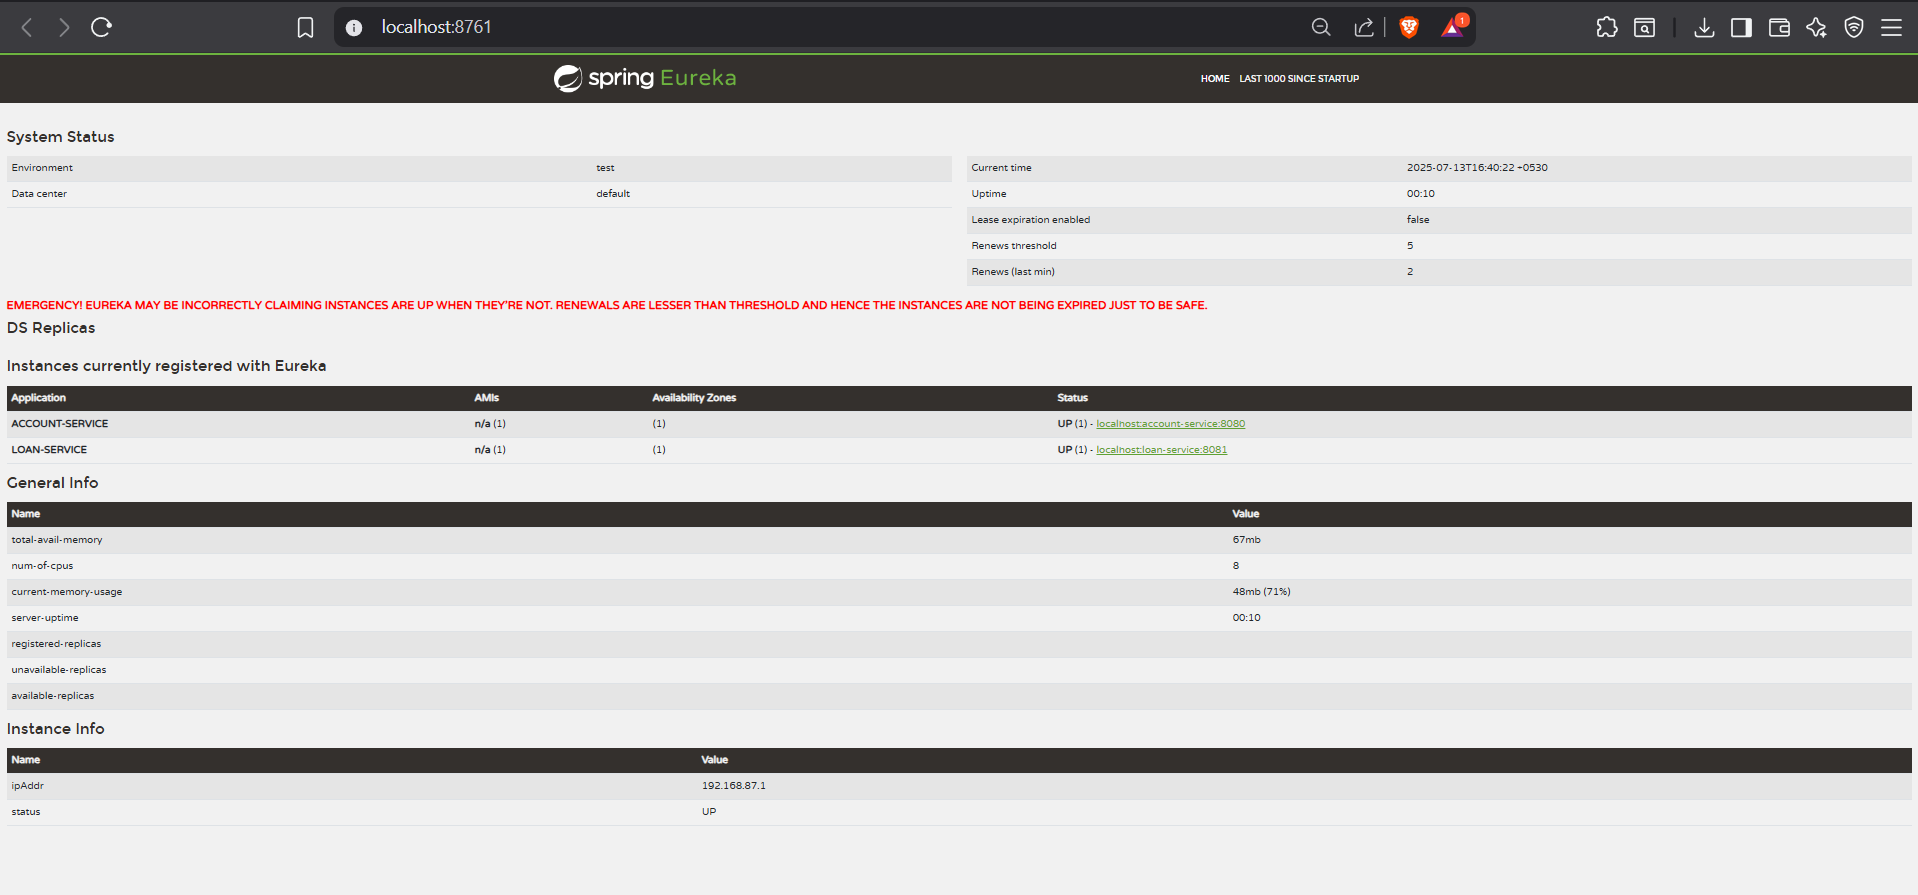 localhost:8761
1
spring Eureka
HOME LAST 1000 SINCE STARTUP
System Status
Environment test
Data center default
Current time 2025-07-13T16:40:22 +0530
Uptime 00:10
Lease expiration enabled false
Renews threshold 5
Renews (last min) 2
EMERGENCY! EUREKA MAY BE INCORRECTLY CLAIMING INSTANCES ARE UP WHEN THEY'RE NOT. RENEWALS ARE LESSER THAN THRESHOLD AND HENCE THE INSTANCES ARE NOT BEING EXPIRED JUST TO BE SAFE.
DS Replicas
Instances currently registered with Eureka
Application AMIs Availability Zones Status
ACCOUNT-SERVICE n/a (1) (1) UP (1) - localhost:account-service:8080
LOAN-SERVICE n/a (1) (1) UP (1) - localhost:loan-service:8081
General Info
Name Value
total-avail-memory 67mb
num-of-cpus 8
current-memory-usage 48mb (71%)
server-uptime 00:10
registered-replicas
unavailable-replicas
available-replicas
Instance Info
Name Value
ipAddr 192.168.87.1
status UP